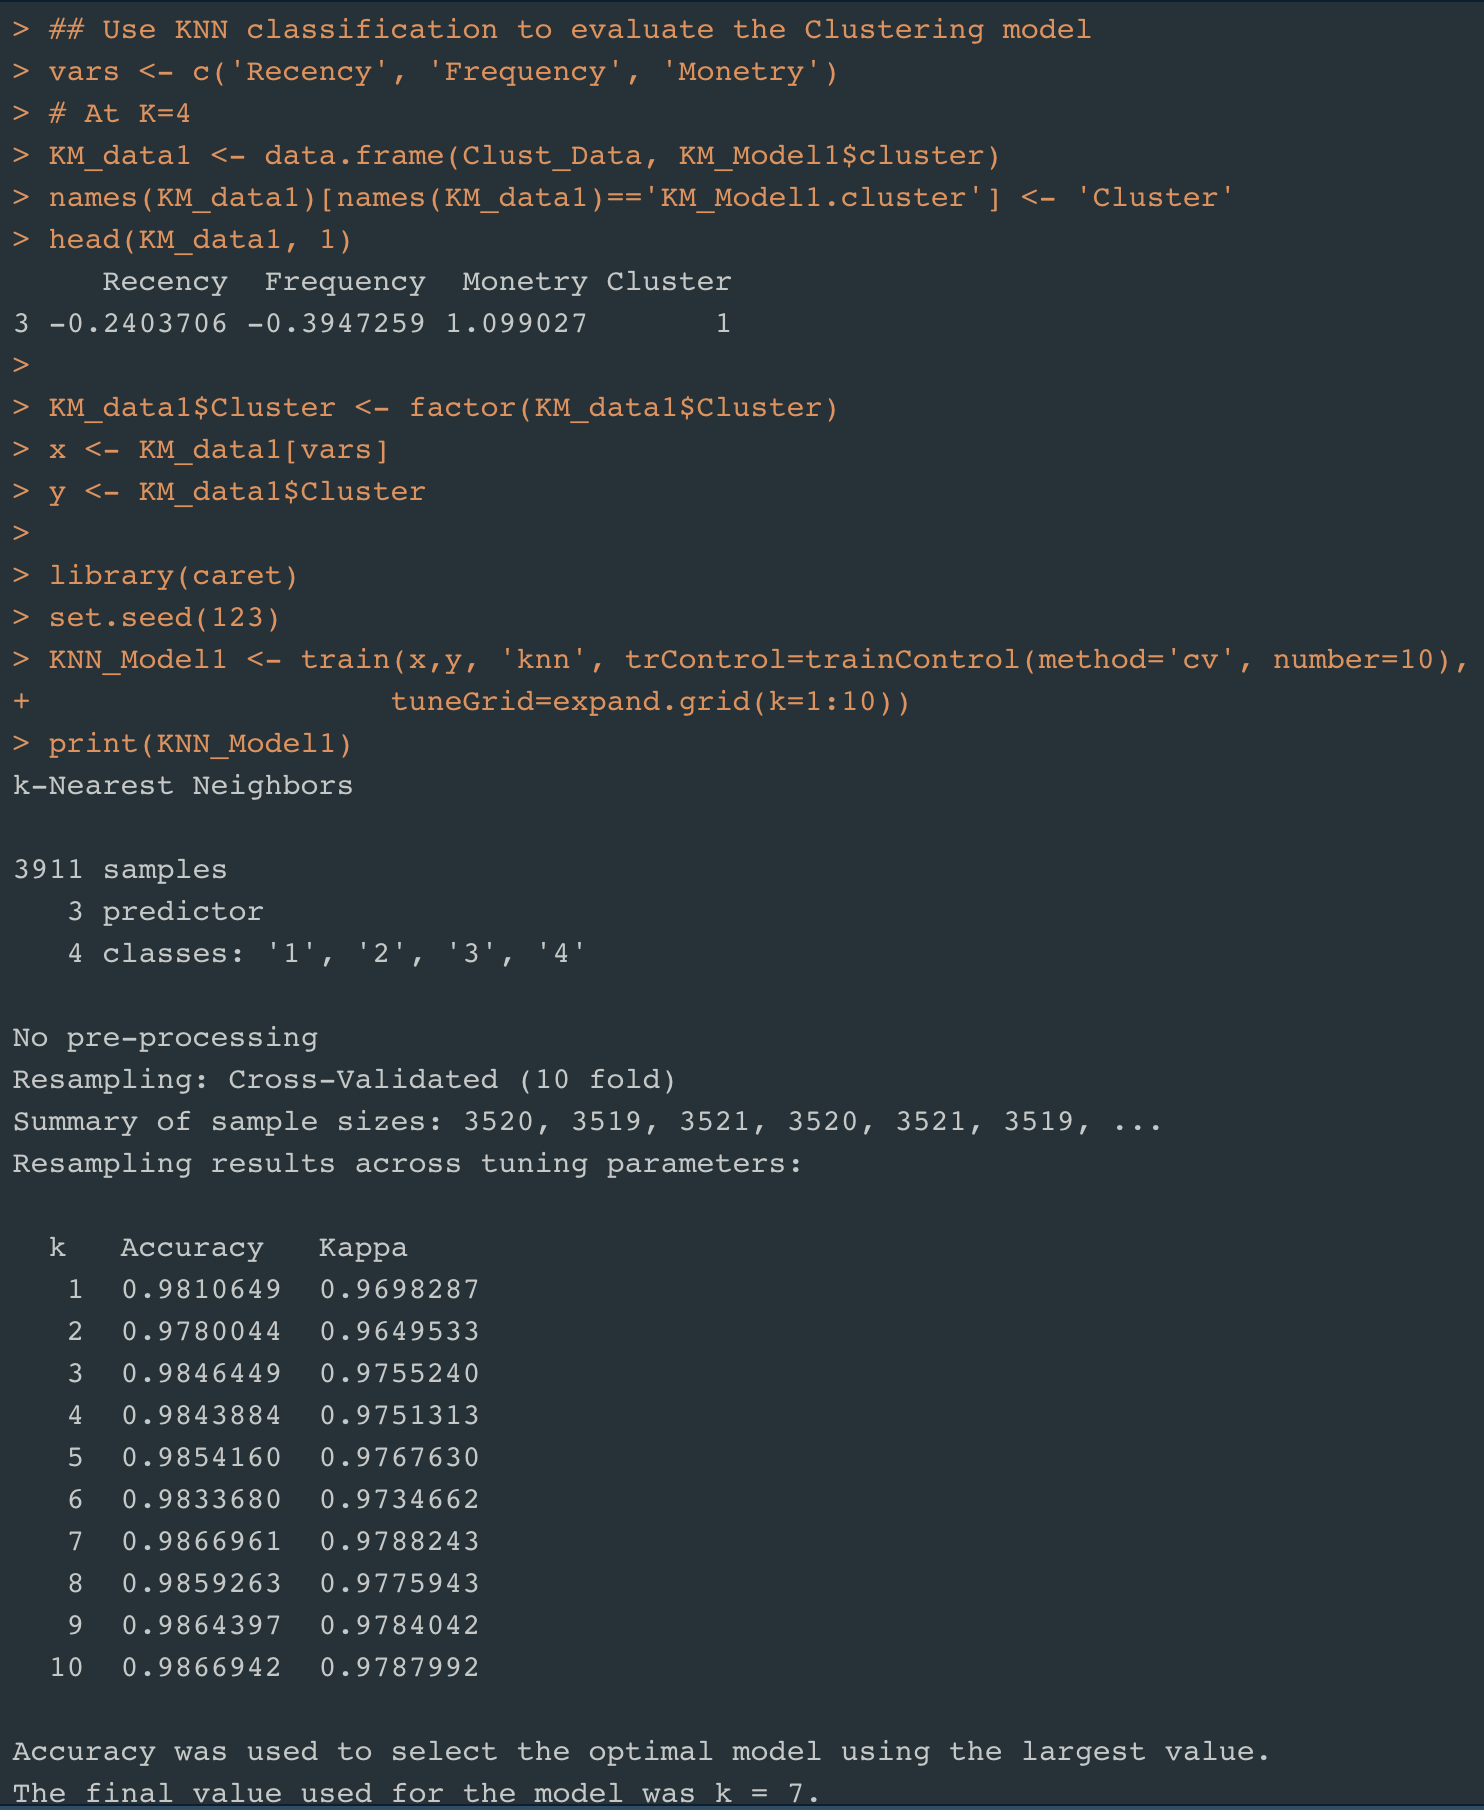 > ## Use KNN classification to evaluate the Clustering model
> vars <- c('Recency', 'Frequency', 'Monetry')
> # At K=4
> KM_data1 <- data.frame(Clust_Data, KM_Model1$cluster)
> names(KM_data1)[names(KM_data1)=='KM_Model1.cluster'] <- 'Cluster'
> head(KM_data1, 1)
     Recency  Frequency  Monetry Cluster
3 -0.2403706 -0.3947259 1.099027       1
>
> KM_data1$Cluster <- factor(KM_data1$Cluster)
> x <- KM_data1[vars]
> y <- KM_data1$Cluster
>
> library(caret)
> set.seed(123)
> KNN_Model1 <- train(x,y, 'knn', trControl=trainControl(method='cv', number=10),
+                    tuneGrid=expand.grid(k=1:10))
> print(KNN_Model1)
k-Nearest Neighbors

3911 samples
   3 predictor
   4 classes: '1', '2', '3', '4'

No pre-processing
Resampling: Cross-Validated (10 fold)
Summary of sample sizes: 3520, 3519, 3521, 3520, 3521, 3519, ...
Resampling results across tuning parameters:

  k   Accuracy   Kappa
   1  0.9810649  0.9698287
   2  0.9780044  0.9649533
   3  0.9846449  0.9755240
   4  0.9843884  0.9751313
   5  0.9854160  0.9767630
   6  0.9833680  0.9734662
   7  0.9866961  0.9788243
   8  0.9859263  0.9775943
   9  0.9864397  0.9784042
  10  0.9866942  0.9787992

Accuracy was used to select the optimal model using the largest value.
The final value used for the model was k = 7.